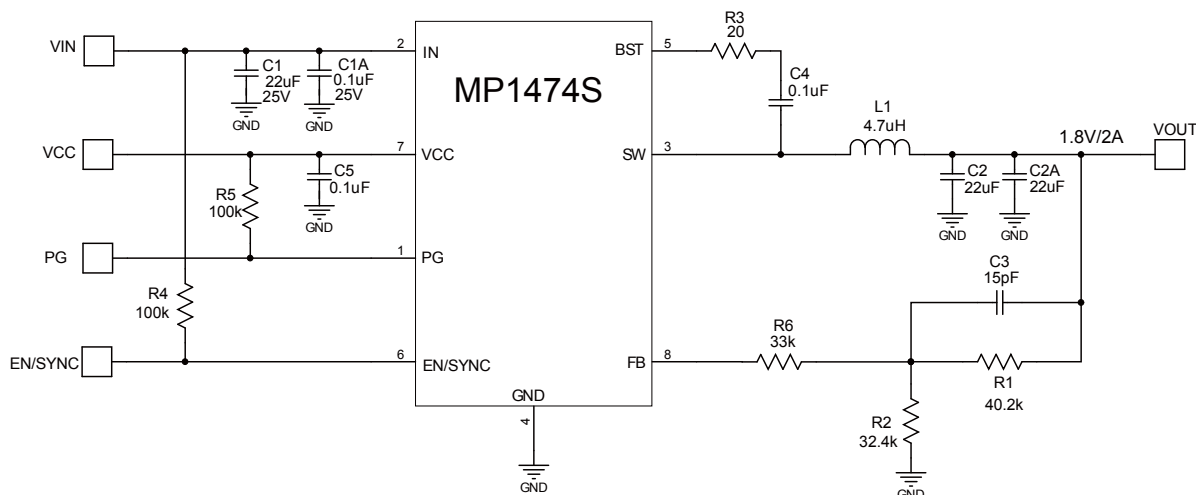 VIN
C1
22uF
25V
GND
C1A
0.1uF
25V
GND
2
IN
MP1474S
BST
5
R3
20
C4
0.1uF
VCC
R5
100k
C5
0.1uF
GND
7
VCC
SW
3
L1
4.7uH
1.8V/2A
VOUT
C2
22uF
GND
C2A
22uF
GND
PG
1
PG
R4
100k
C3
15pF
EN/SYNC
6
EN/SYNC
FB
8
R6
33k
R1
40.2k
R2
32.4k
GND
GND
4
GND